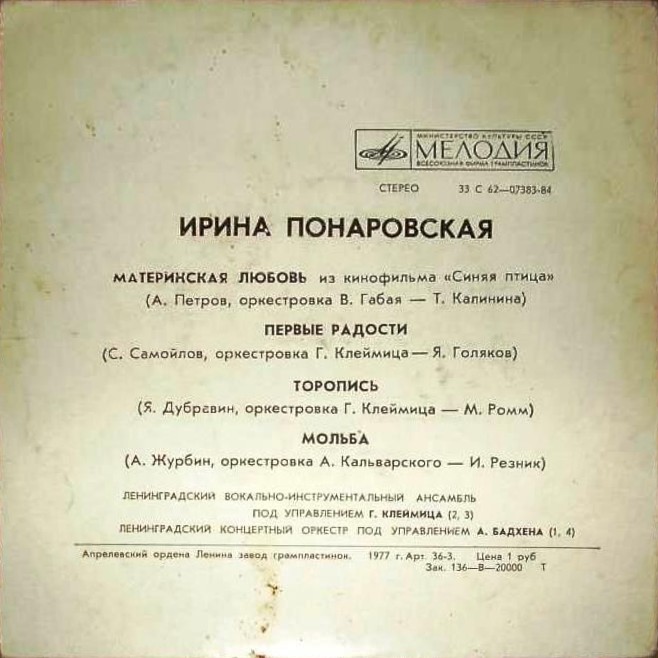 МИНИСТЕРСТВО КУЛЬТУРЫ СССР
МЕЛОДИЯ
ВСЕСОЮЗНАЯ ФИРМА ГРАМПЛАСТИНОК
СТЕРЕО 33 С 62—07383-84
ИРИНА ПОНАРОВСКАЯ
МАТЕРИНСКАЯ ЛЮБОВЬ из кинофильма «Синяя птица»
(А. Петров, оркестровка В. Габая — Т. Калинина)
ПЕРВЫЕ РАДОСТИ
(С. Самойлов, оркестровка Г. Клеймица — Я. Голяков)
ТОРОПИСЬ
(Я. Дубравин, оркестровка Г. Клеймица — М. Ромм)
МОЛЬБА
(А. Журбин, оркестровка А. Кальварского — И. Резник)
ЛЕНИНГРАДСКИЙ ВОКАЛЬНО-ИНСТРУМЕНТАЛЬНЫЙ АНСАМБЛЬ
ПОД УПРАВЛЕНИЕМ Г. КЛЕЙМИЦА (2, 3)
ЛЕНИНГРАДСКИЙ КОНЦЕРТНЫЙ ОРКЕСТР ПОД УПРАВЛЕНИЕМ А. БАДХЕНА (1, 4)
Апрелевский ордена Ленина завод грампластинок. 1977 г. Арт. 36-3. Цена 1 руб
Зак. 136—В—20000 Т